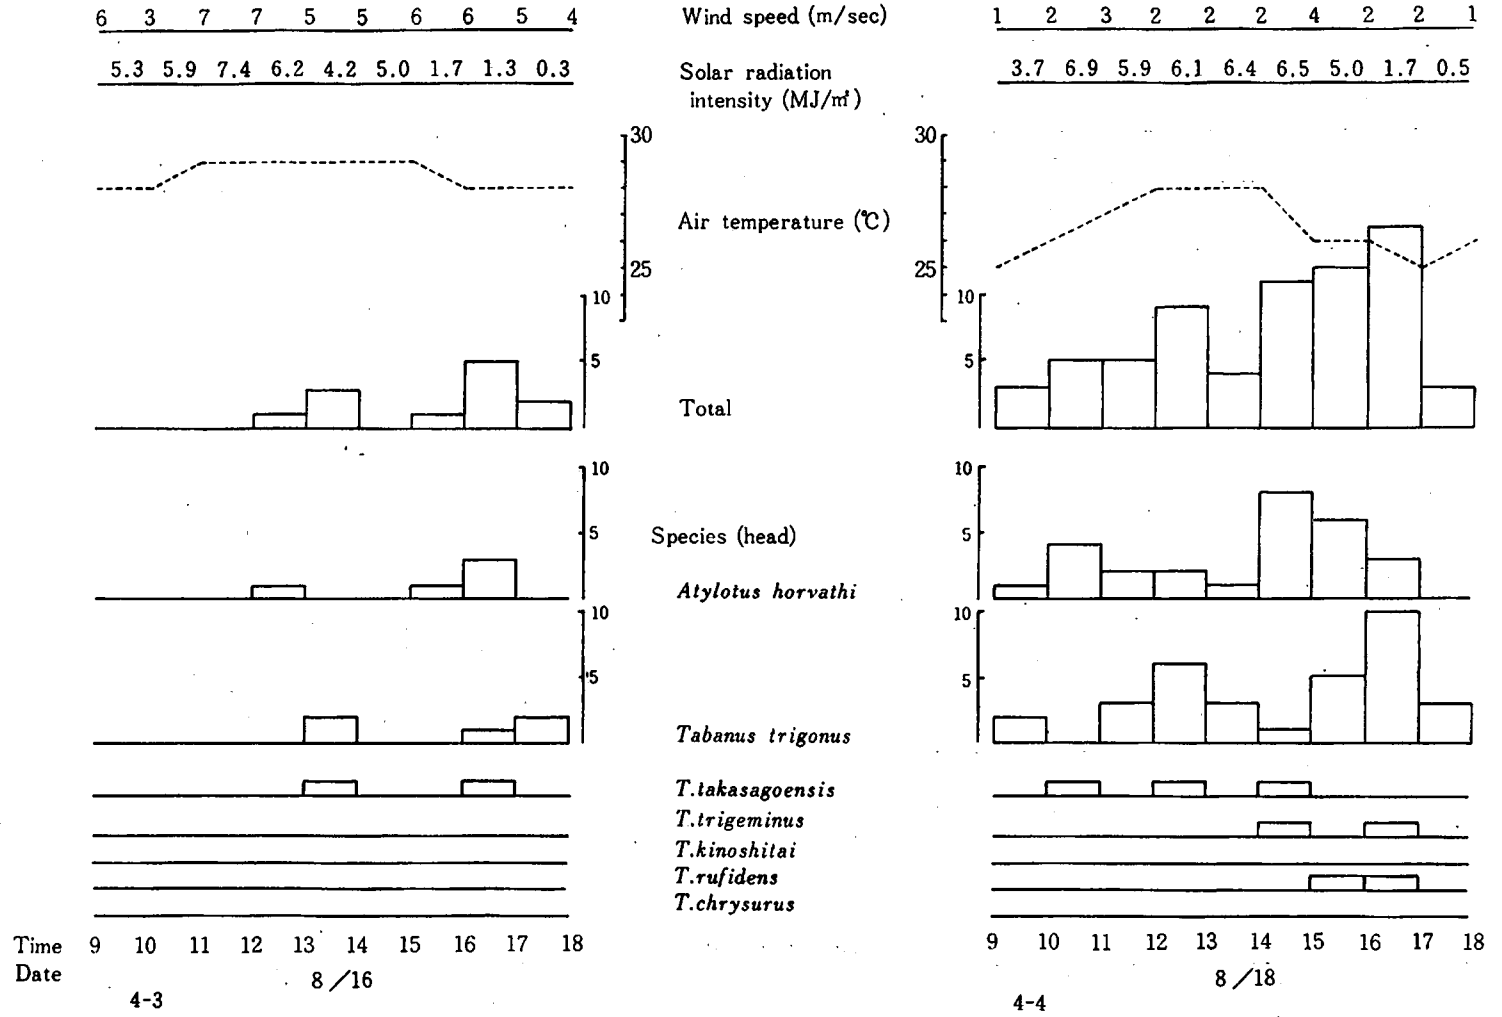 6 3 7 7 5 5 6 6 5 4 Wind speed (m/sec) 1 2 3 2 2 2 4 2 2 1
5.3 5.9 7.4 6.2 4.2 5.0 1.7 1.3 0.3 Solar radiation 3.7 6.9 5.9 6.1 6.4 6.5 5.0 1.7 0.5
intensity (MJ/㎡)
30 30
Air temperature (℃)
25 25
10 10
5 5
Total
10 10
5 Species (head) 5
Atylotus horvathi
10 10
5 5
Tabanus trigonus
T.takasagoensis
T.trigeminus
T.kinoshitai
T.rufidens
T.chrysurus
Time 9 10 11 12 13 14 15 16 17 18 9 10 11 12 13 14 15 16 17 18
Date 8/16 8/18
4-3 4-4